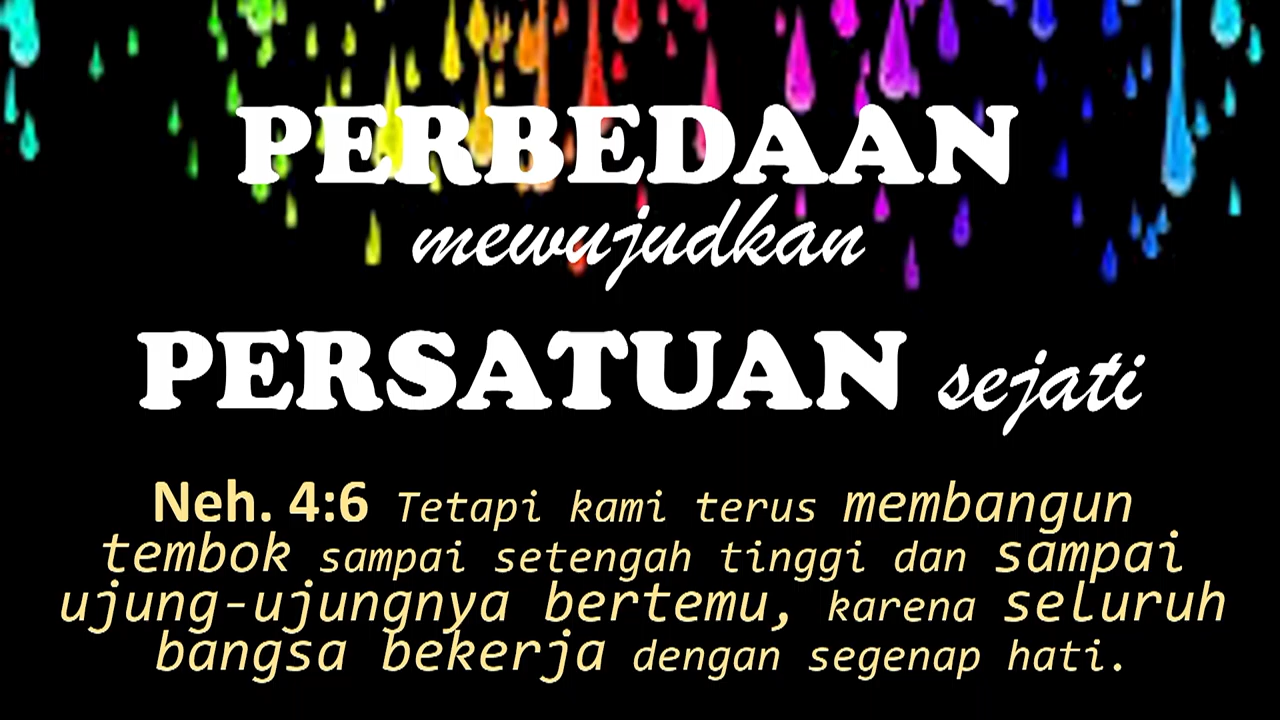 PERBEDAAN
mewujudkan
PERSATUAN sejati
Neh. 4:6 Tetapi kami terus membangun
tembok sampai setengah tinggi dan sampai
ujung-ujungnya bertemu, karena seluruh
bangsa bekerja dengan segenap hati.